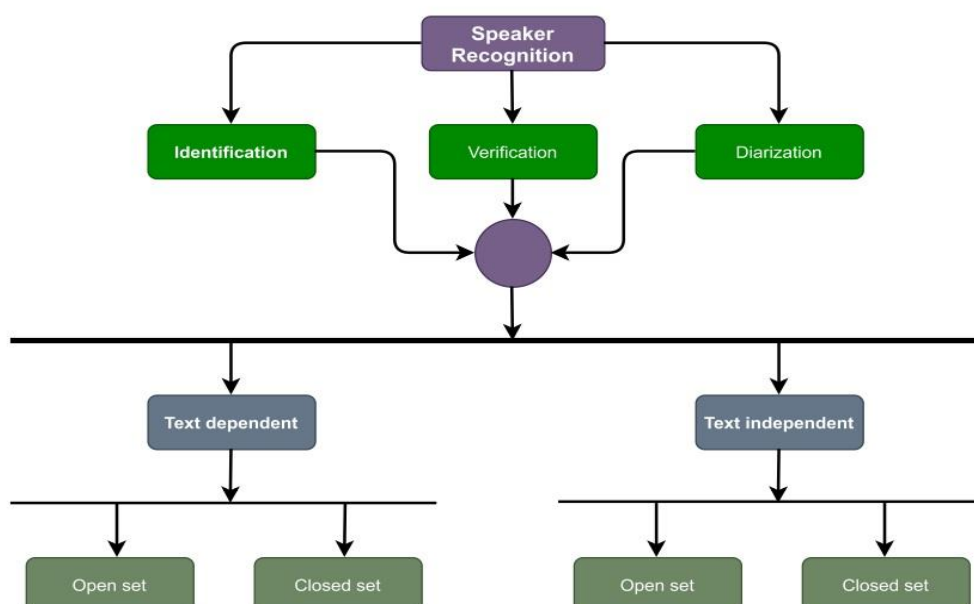 Speaker
Recognition
Identification
Verification
Diarization
Text dependent
Text independent
Open set
Closed set
Open set
Closed set